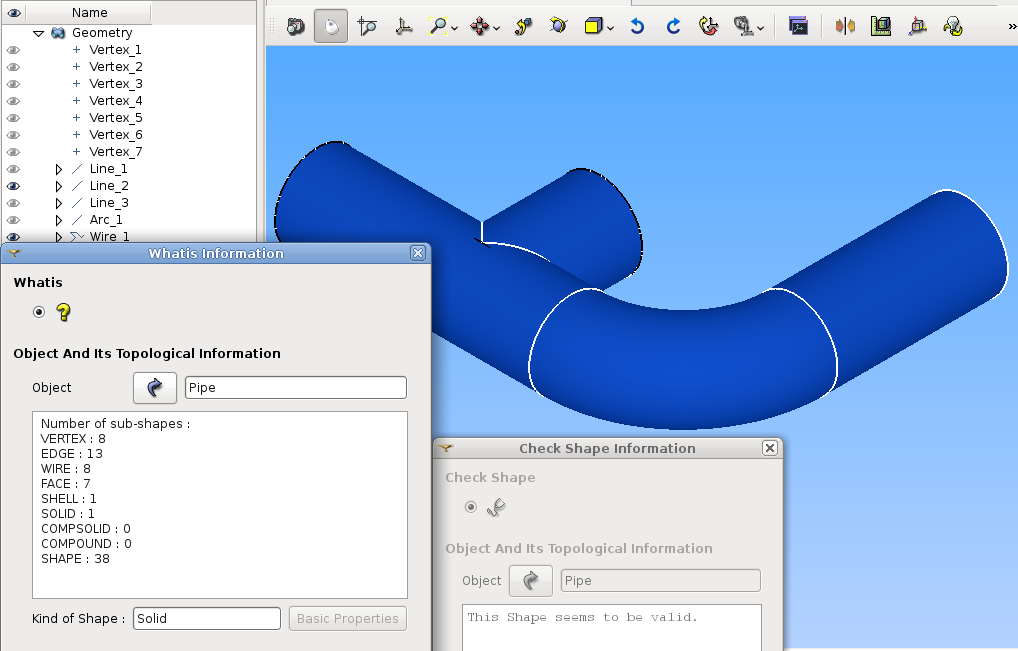 Name
Geometry
Vertex_1
Vertex_2
Vertex_3
Vertex_4
Vertex_5
Vertex_6
Vertex_7
Line_1
Line_2
Line_3
Arc_1
Wire_1
Whatis Information
Whatis
Object And Its Topological Information
Object
Pipe
Number of sub-shapes :
VERTEX : 8
EDGE : 13
WIRE : 8
FACE : 7
SHELL : 1
SOLID : 1
COMPSOLID : 0
COMPOUND : 0
SHAPE : 38
Kind of Shape :
Solid
Basic Properties
Check Shape Information
Check Shape
Object And Its Topological Information
Object
Pipe
This Shape seems to be valid.